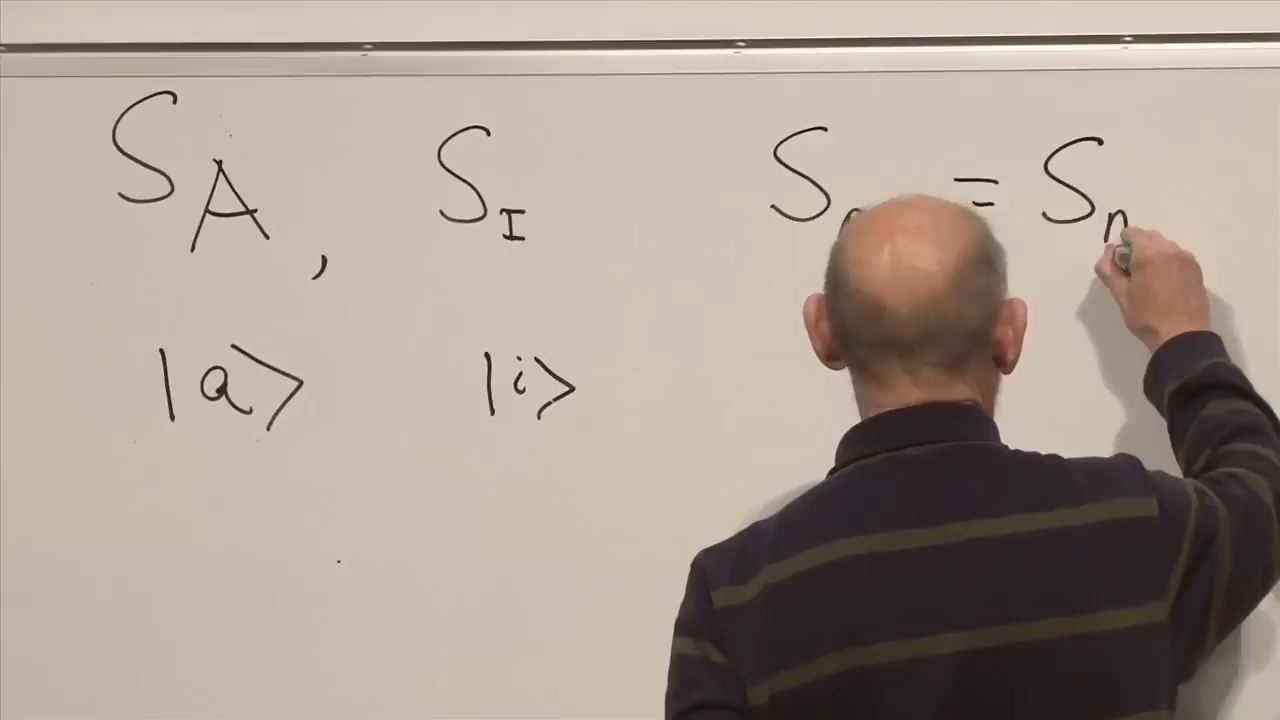 S_A, S_I S = S_n
|a> |i>